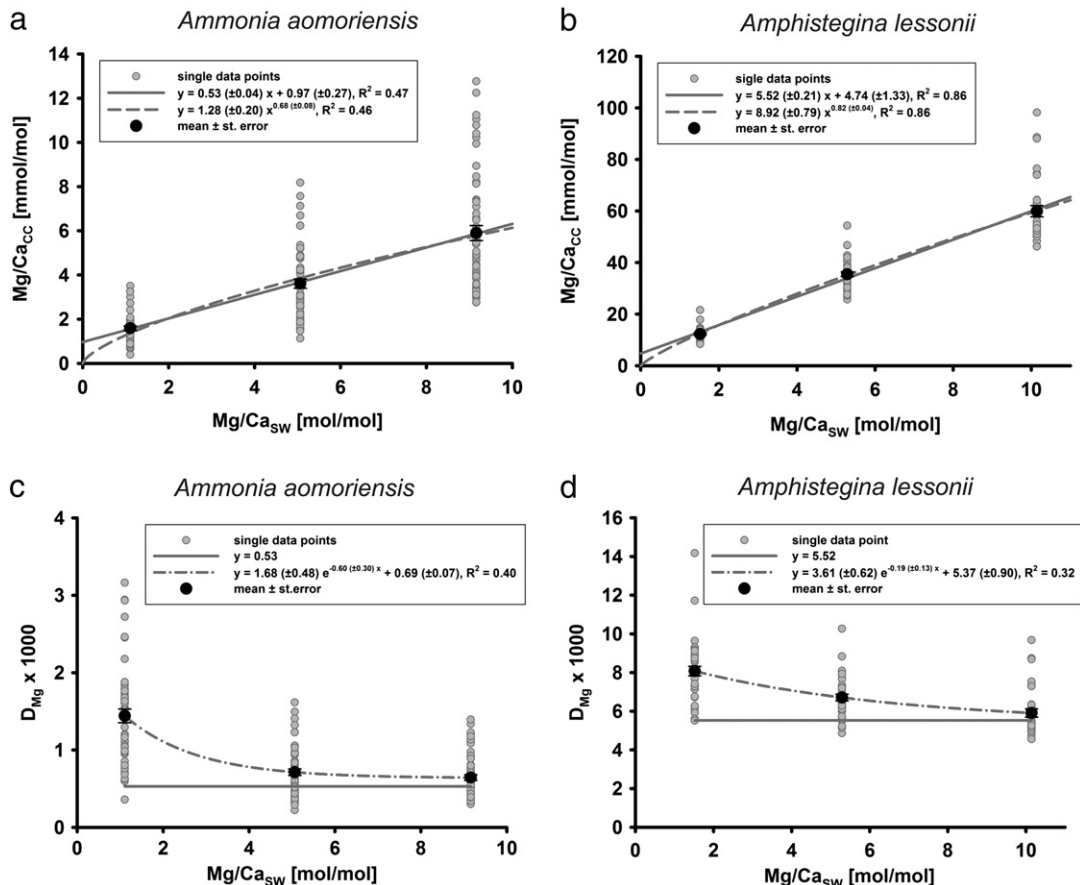 a
Ammonia aomoriensis
14
12
10
8
6
4
2
0
Mg/Ca_CC [mmol/mol]
single data points
y = 0.53 (±0.04) x + 0.97 (±0.27), R² = 0.47
y = 1.28 (±0.20) x^0.68 (±0.08), R² = 0.46
mean ± st. error
0 2 4 6 8 10
Mg/Ca_SW [mol/mol]
b
Amphistegina lessonii
120
100
80
60
40
20
0
Mg/Ca_CC [mmol/mol]
sigle data points
y = 5.52 (±0.21) x + 4.74 (±1.33), R² = 0.86
y = 8.92 (±0.79) x^0.82 (±0.04), R² = 0.86
mean ± st. error
0 2 4 6 8 10
Mg/Ca_SW [mol/mol]
c
Ammonia aomoriensis
4
3
2
1
0
D_Mg x 1000
single data points
y = 0.53
y = 1.68 (±0.48) e^-0.60 (±0.30) x + 0.69 (±0.07), R² = 0.40
mean ± st.error
0 2 4 6 8 10
Mg/Ca_SW [mol/mol]
d
Amphistegina lessonii
16
14
12
10
8
6
4
2
0
D_Mg x 1000
single data point
y = 5.52
y = 3.61 (±0.62) e^-0.19 (±0.13) x + 5.37 (±0.90), R² = 0.32
mean ± st. error
0 2 4 6 8 10
Mg/Ca_SW [mol/mol]